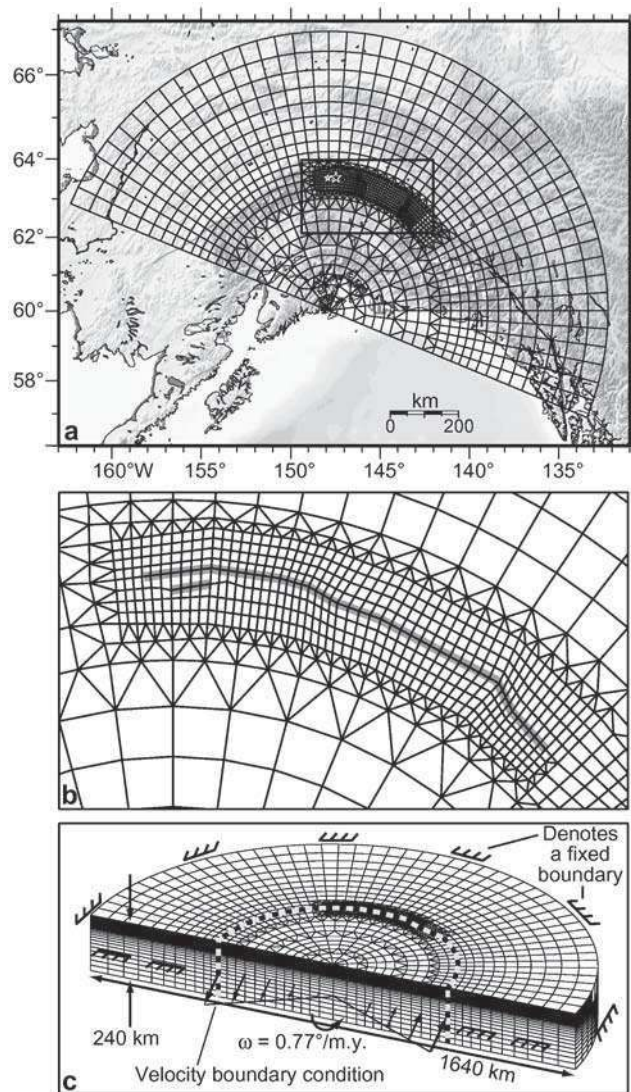 66°
64°
62°
60°
58°
km
0 200
a
160°W 155° 150° 145° 140° 135°
b
Denotes
a fixed
boundary
240 km
ω = 0.77°/m.y.
1640 km
Velocity boundary condition
c